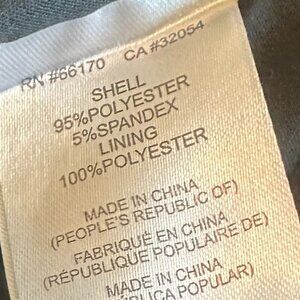 RN #66170 CA #32054
SHELL
95%POLYESTER
5%SPANDEX
LINING
100%POLYESTER
MADE IN CHINA
(PEOPLE'S REPUBLIC OF)
FABRIQUÉ EN CHINA
(RÉPUBLIQUE POPULAIRE DE)
MADE IN CHINA
POPULAR)